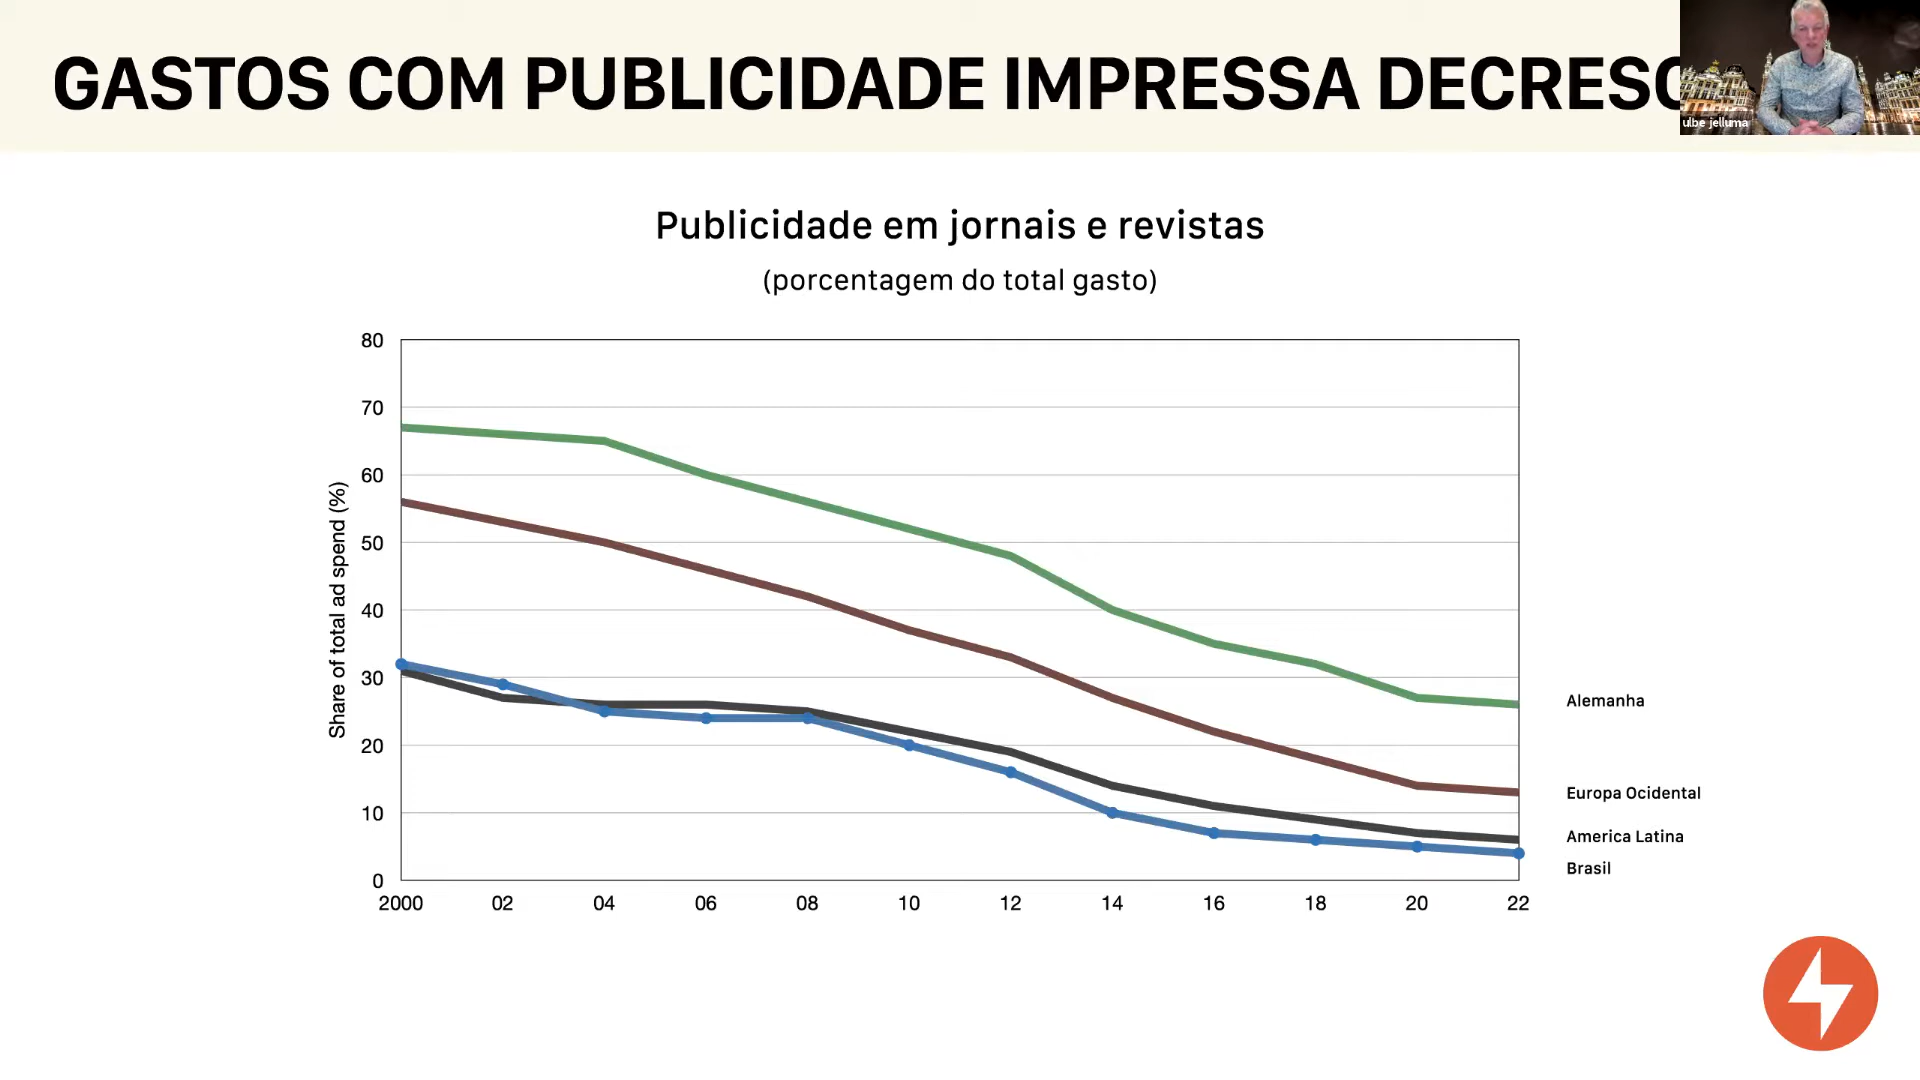 GASTOS COM PUBLICIDADE IMPRESSA DECRESC
ulbe jelluma
Publicidade em jornais e revistas
(porcentagem do total gasto)
Share of total ad spend (%)
80
70
60
50
40
30
20
10
0
2000 02 04 06 08 10 12 14 16 18 20 22
Alemanha
Europa Ocidental
America Latina
Brasil